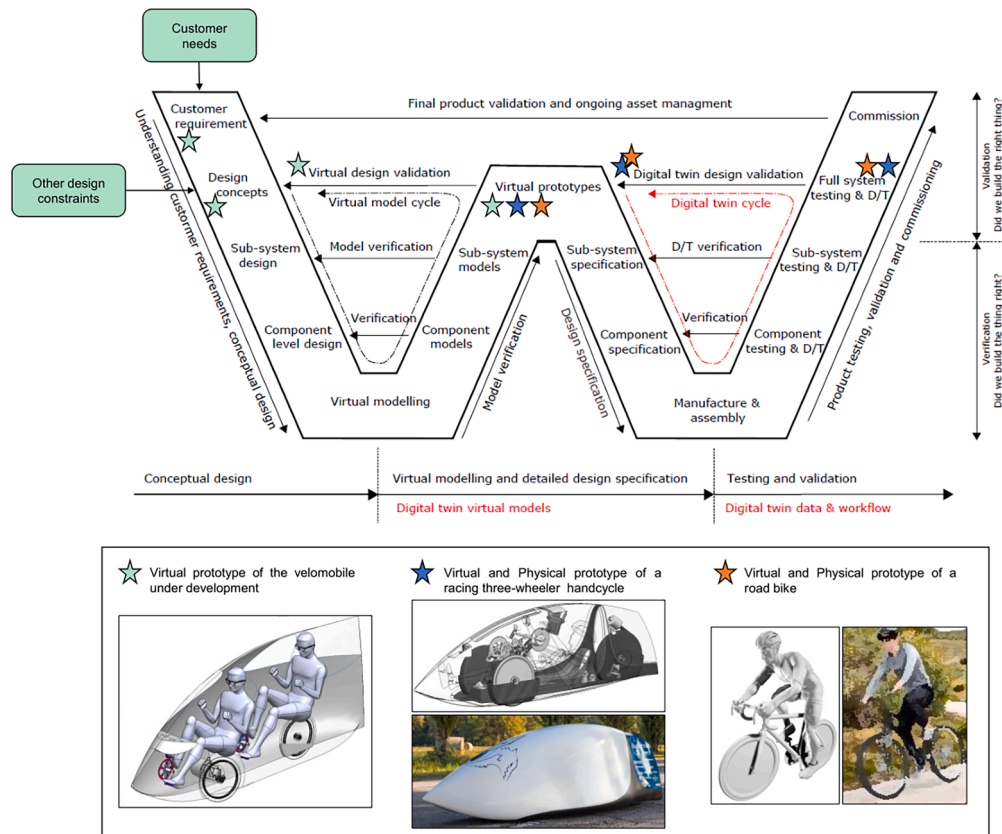 Customer
needs
Other design
constraints
Understanding customer requirements, conceptual design
Customer
requirement
Design
concepts
Sub-system
design
Component
level design
Virtual modelling
Final product validation and ongoing asset managment
Virtual design validation
Virtual model cycle
Model verification
Verification
Virtual prototypes
Sub-system
models
Component
models
Model verification
Design specification
Sub-system
specification
Component
specification
Manufacture &
assembly
Digital twin design validation
Digital twin cycle
D/T verification
Verification
Commission
Full system
testing & D/T
Sub-system
testing & D/T
Component
testing & D/T
Product testing, validation and commissioning
Validation
Did we build the right thing?
Verification
Did we build the thing right?
Conceptual design
Virtual modelling and detailed design specification
Testing and validation
Digital twin virtual models
Digital twin data & workflow
Virtual prototype of the velomobile
under development
Virtual and Physical prototype of a
racing three-wheeler handcycle
Virtual and Physical prototype of a
road bike